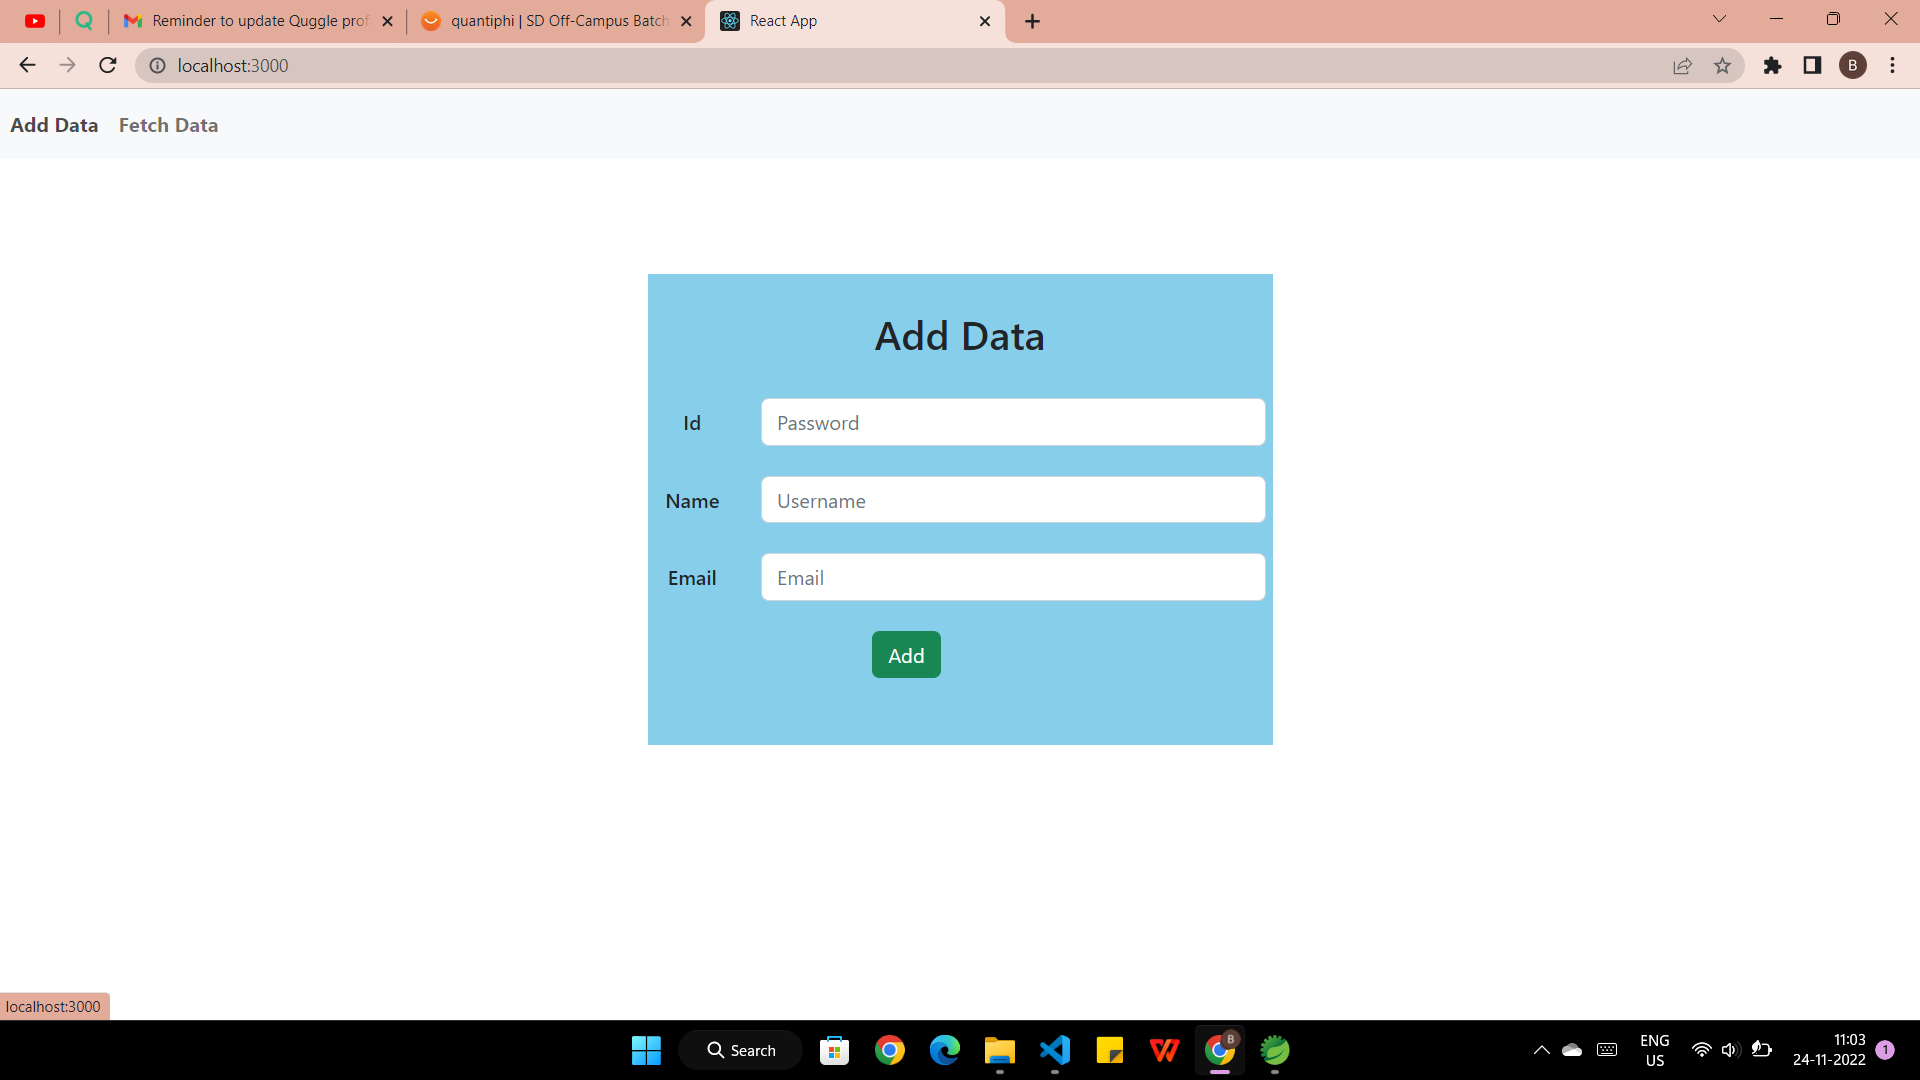 Reminder to update Quggle prof
quantiphi | SD Off-Campus Batch
React App
localhost:3000
B
Add Data
Fetch Data
Add Data
Id
Password
Name
Username
Email
Email
Add
localhost:3000
Search
B
ENG
US
11:03
24-11-2022
1